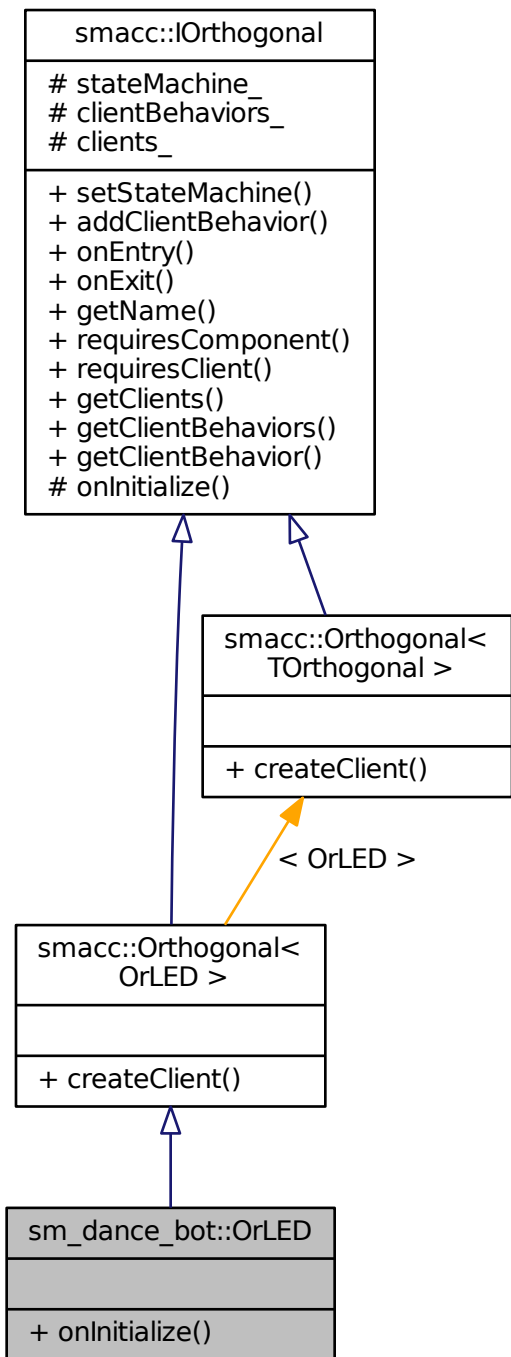 smacc::IOrthogonal
# stateMachine_
# clientBehaviors_
# clients_
+ setStateMachine()
+ addClientBehavior()
+ onEntry()
+ onExit()
+ getName()
+ requiresComponent()
+ requiresClient()
+ getClients()
+ getClientBehaviors()
+ getClientBehavior()
# onInitialize()
smacc::Orthogonal<
TOrthogonal >
+ createClient()
< OrLED >
smacc::Orthogonal<
OrLED >
+ createClient()
sm_dance_bot::OrLED
+ onInitialize()